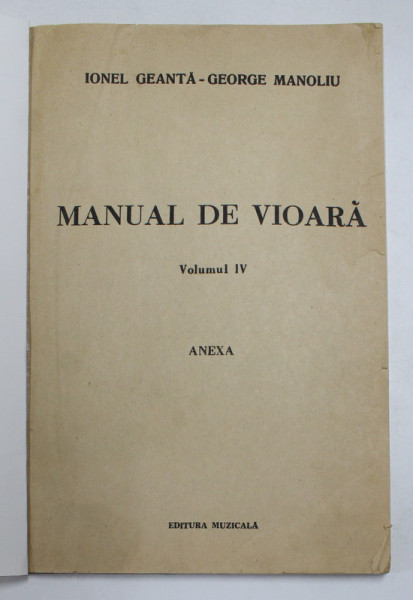 IONEL GEANTĂ - GEORGE MANOLIU
MANUAL DE VIOARĂ
Volumul IV
ANEXA
EDITURA MUZICALĂ